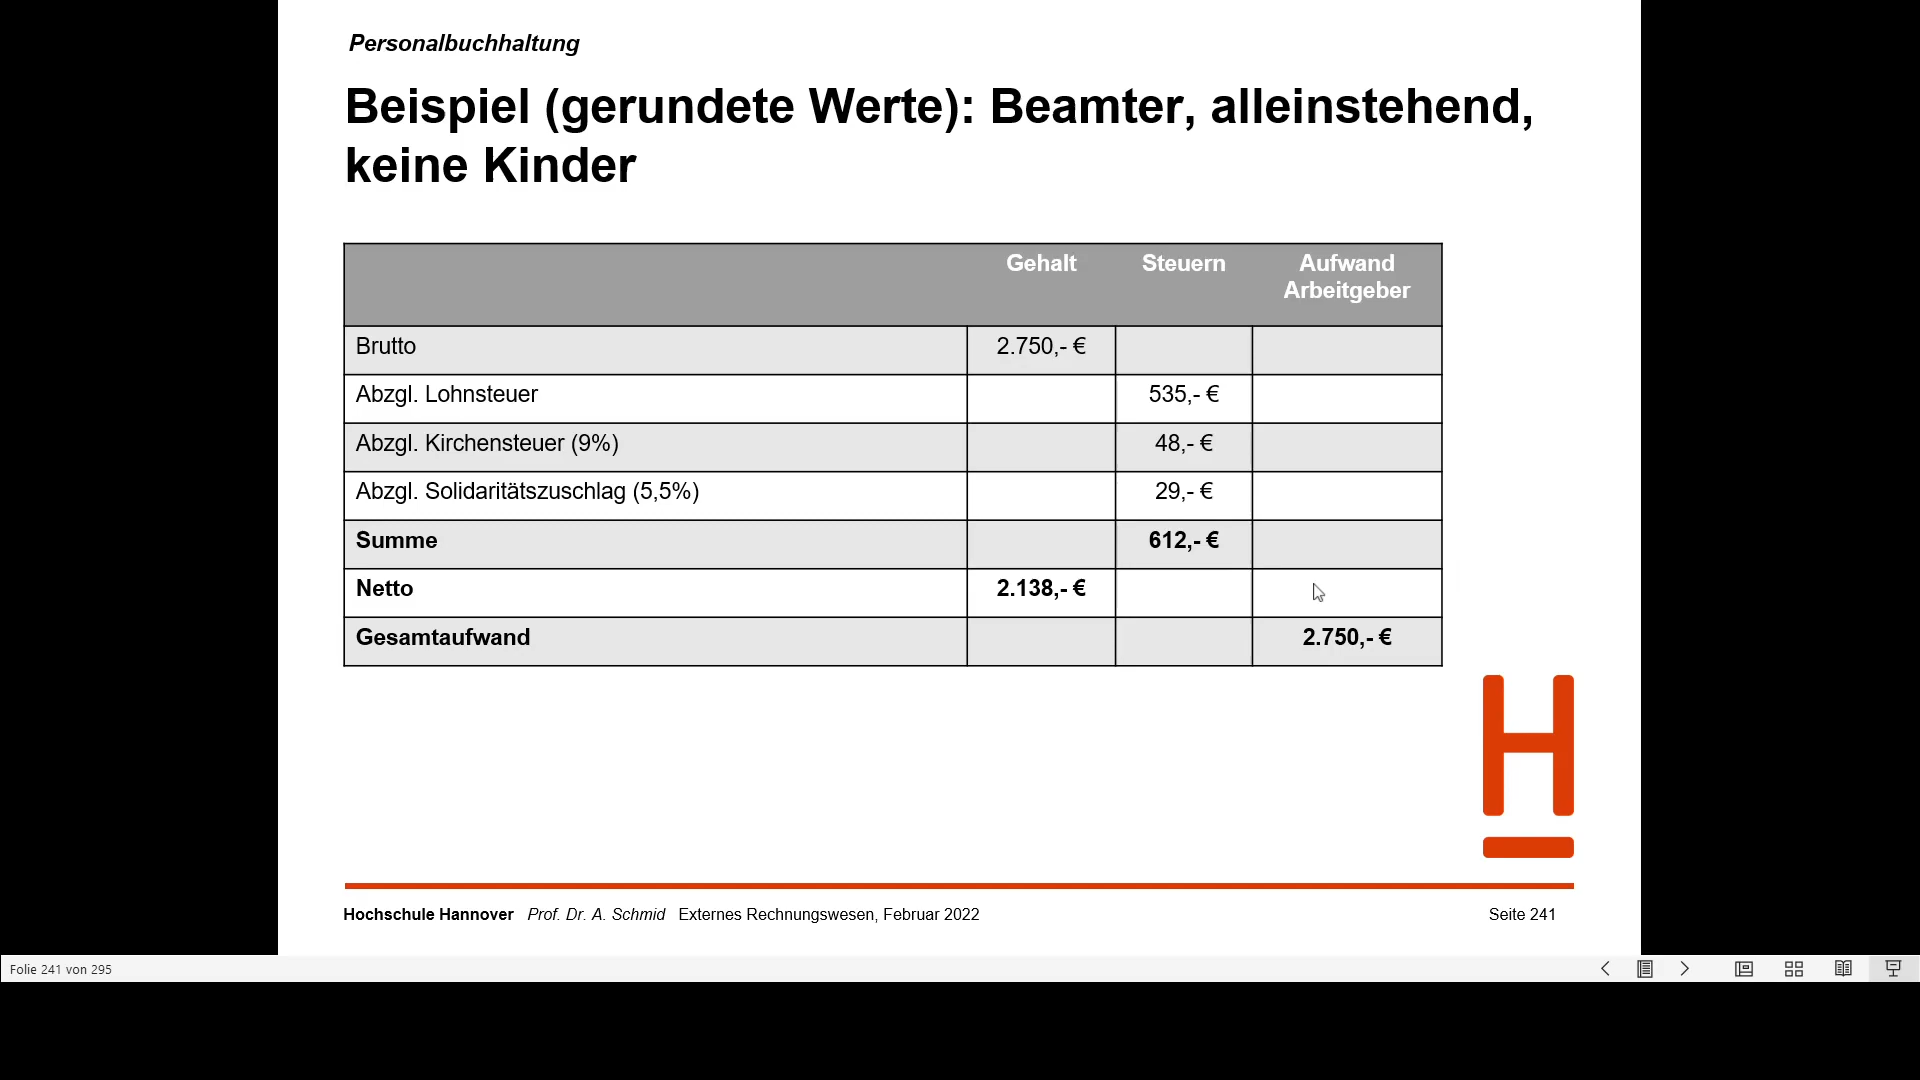 Personalbuchhaltung
Beispiel (gerundete Werte): Beamter, alleinstehend,
keine Kinder
Gehalt Steuern Aufwand
Arbeitgeber
Brutto 2.750,- €
Abzgl. Lohnsteuer 535,- €
Abzgl. Kirchensteuer (9%) 48,- €
Abzgl. Solidaritätszuschlag (5,5%) 29,- €
Summe 612,- €
Netto 2.138,- €
Gesamtaufwand 2.750,- €
H
Hochschule Hannover Prof. Dr. A. Schmid Externes Rechnungswesen, Februar 2022 Seite 241
Folie 241 von 295